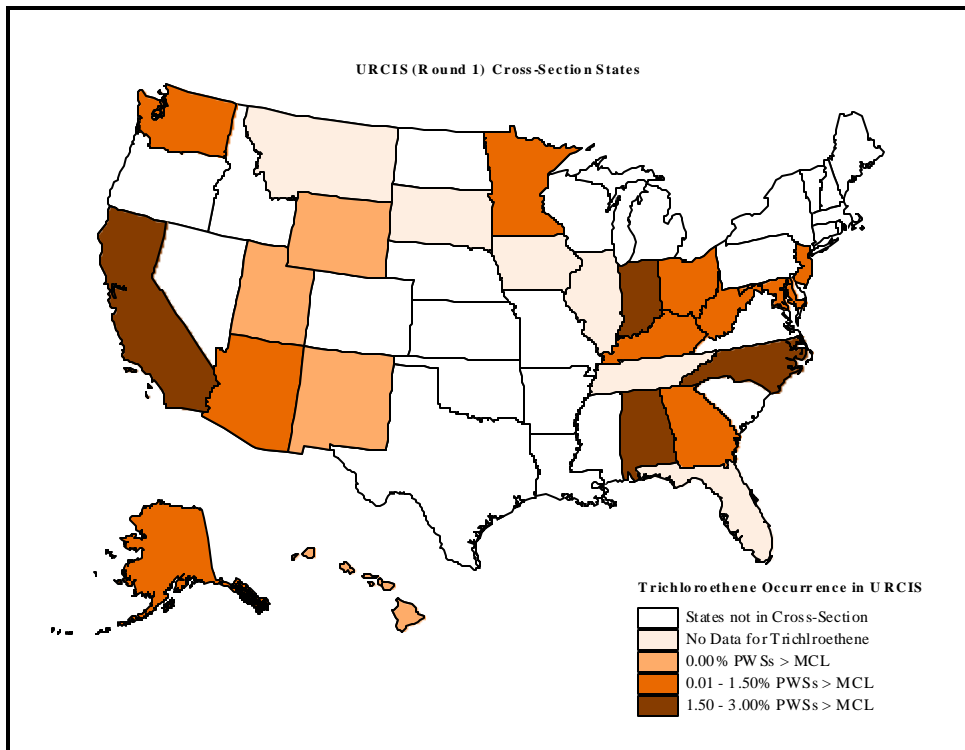 URCIS (Round 1) Cross-Section States
Trichloroethene Occurrence in URCIS
States not in Cross-Section
No Data for Trichlroethene
0.00% PWSs > MCL
0.01 - 1.50% PWSs > MCL
1.50 - 3.00% PWSs > MCL